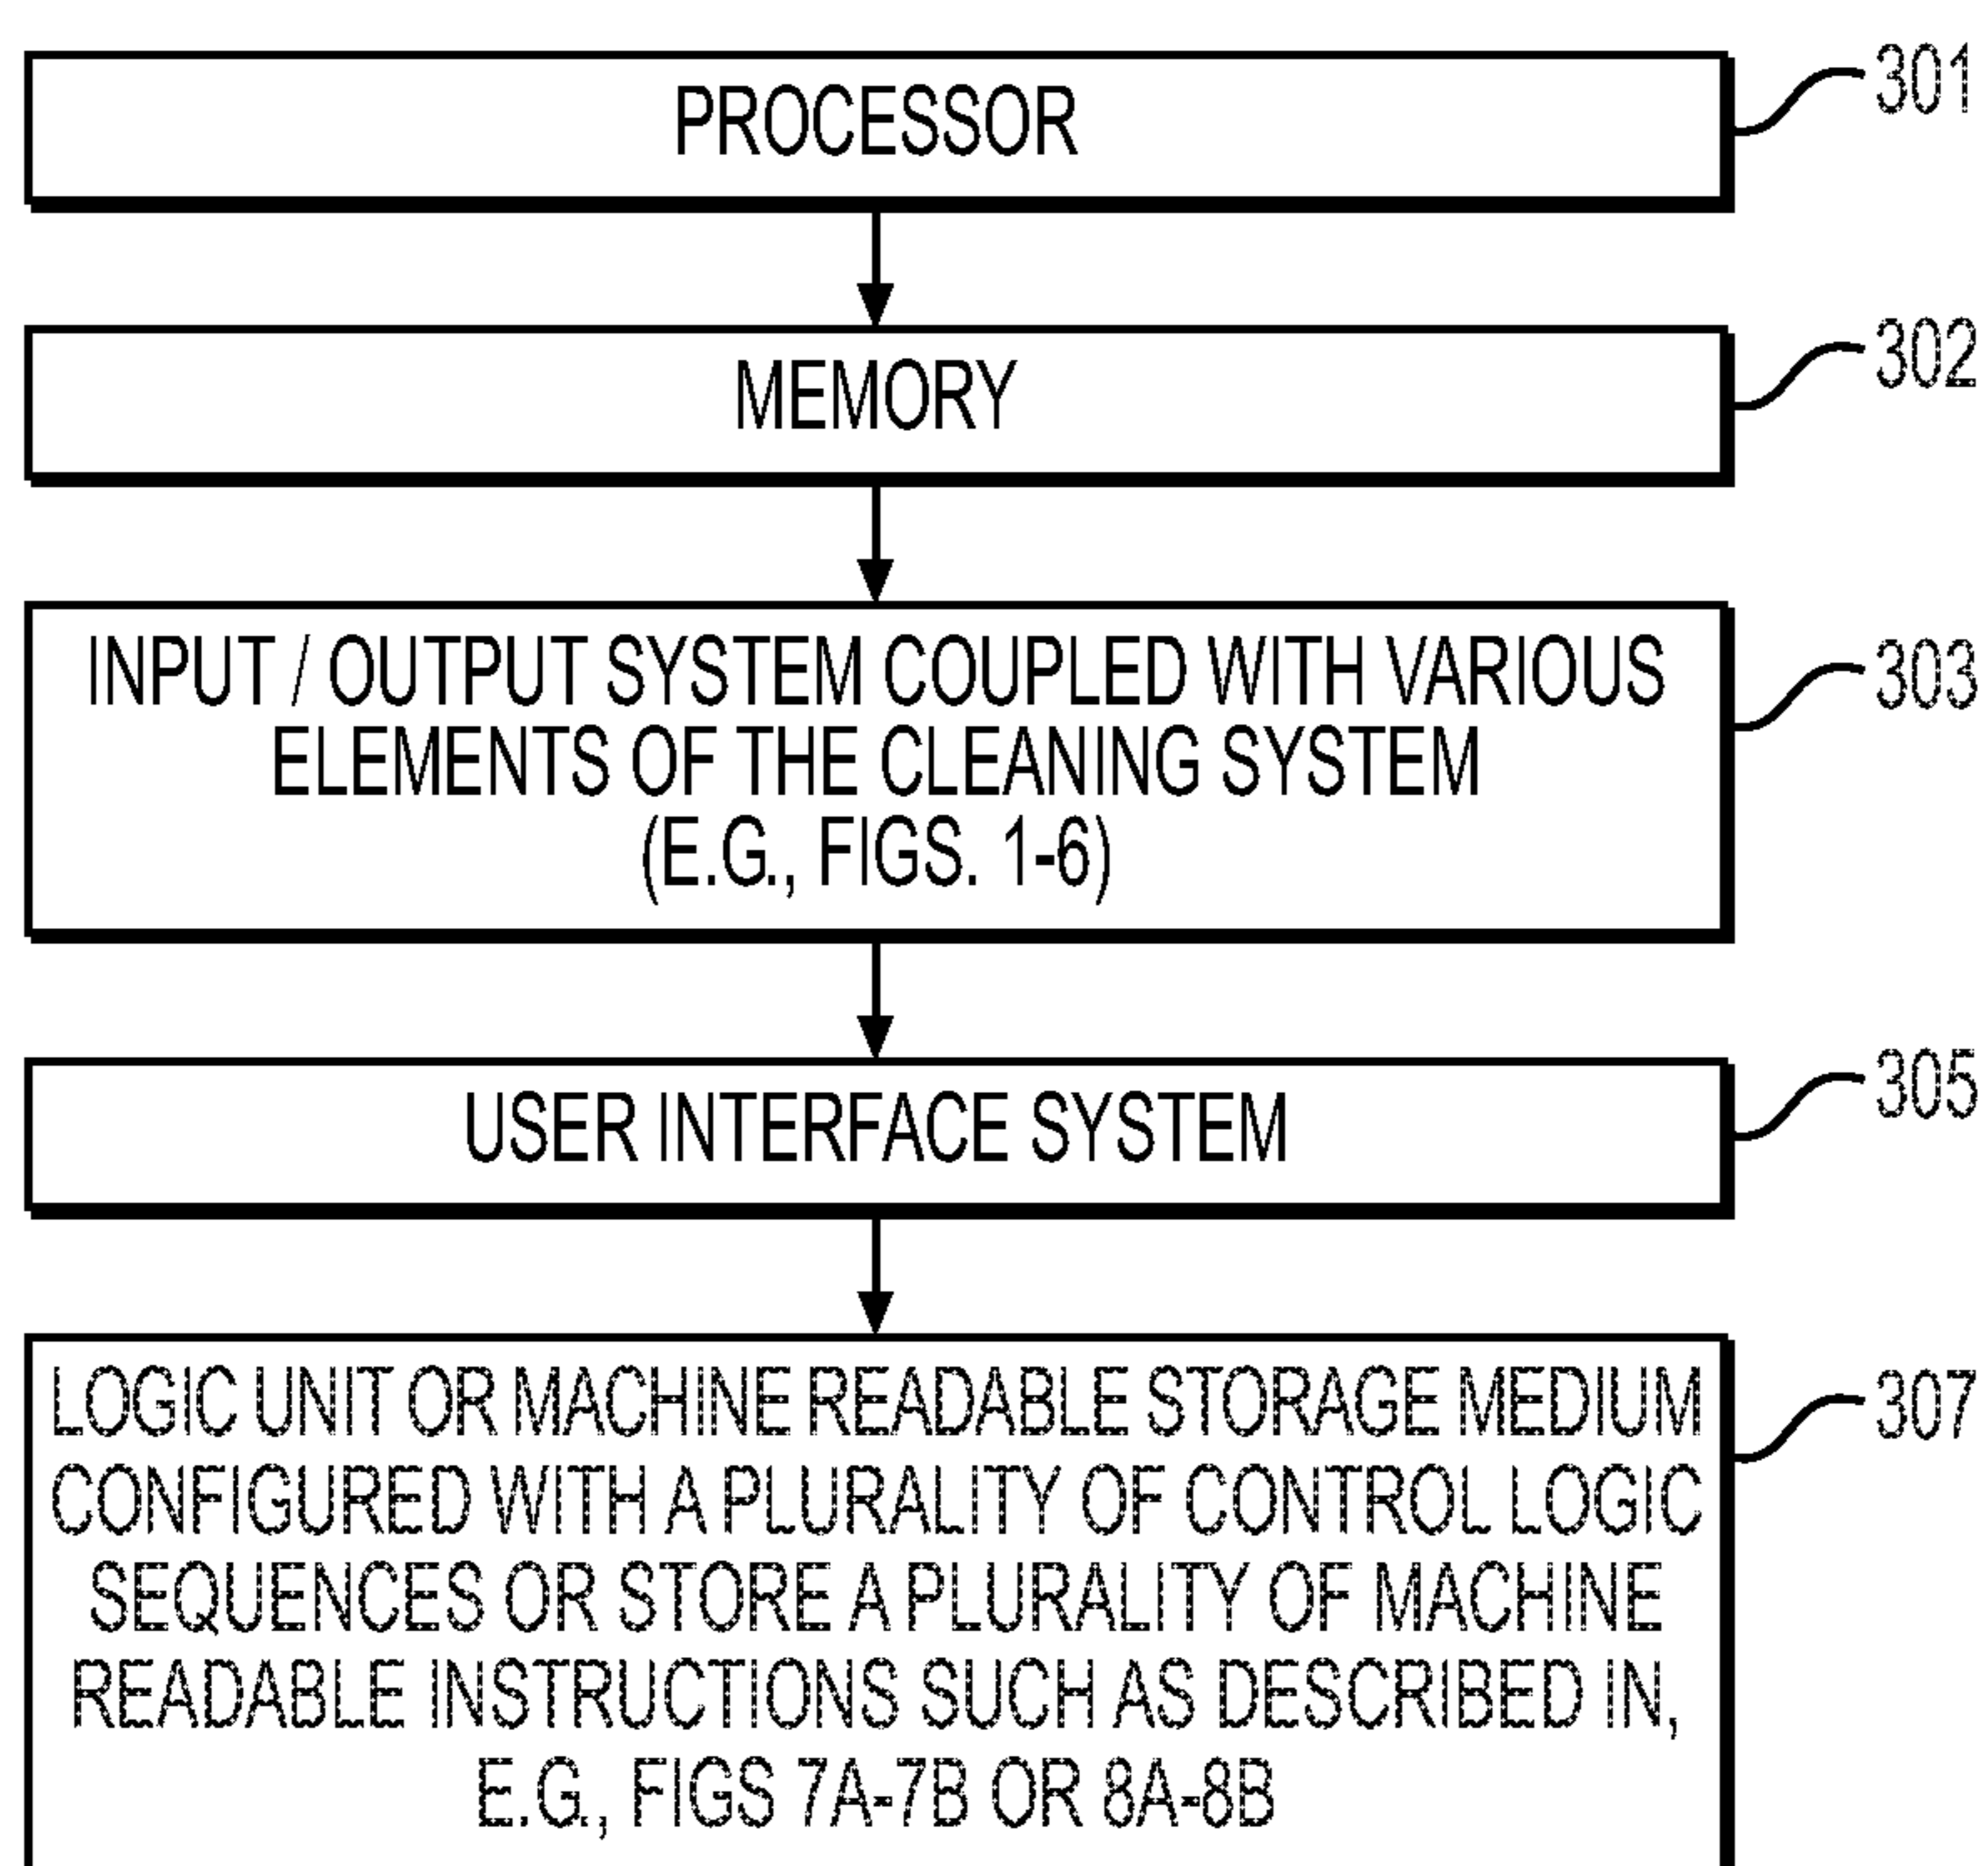 PROCESSOR
301
MEMORY
302
INPUT / OUTPUT SYSTEM COUPLED WITH VARIOUS
ELEMENTS OF THE CLEANING SYSTEM
(E.G., FIGS. 1-6)
303
USER INTERFACE SYSTEM
305
LOGIC UNIT OR MACHINE READABLE STORAGE MEDIUM
CONFIGURED WITH A PLURALITY OF CONTROL LOGIC
SEQUENCES OR STORE A PLURALITY OF MACHINE
READABLE INSTRUCTIONS SUCH AS DESCRIBED IN,
E.G., FIGS 7A-7B OR 8A-8B
307